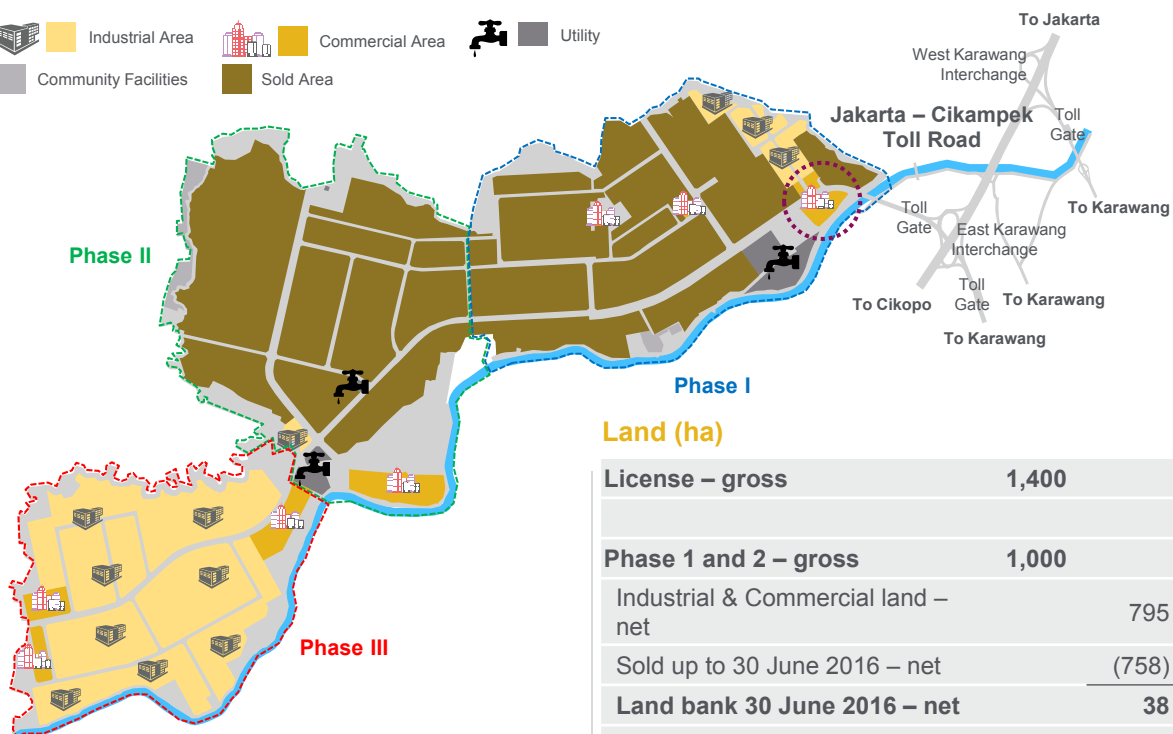 Industrial Area
Commercial Area
Utility
Community Facilities
Sold Area
To Jakarta
West Karawang
Interchange
Jakarta – Cikampek
Toll Road
Toll
Gate
To Karawang
Toll
Gate
East Karawang
Interchange
To Cikopo
Toll
Gate
To Karawang
To Karawang
Phase II
Phase I
Phase III
Land (ha)
License – gross 1,400
Phase 1 and 2 – gross 1,000
Industrial & Commercial land –
net 795
Sold up to 30 June 2016 – net (758)
Land bank 30 June 2016 – net 38